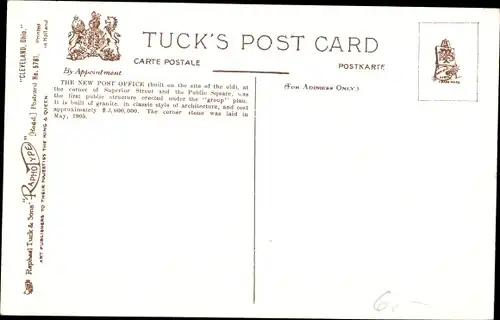 TUCK'S POST CARD
CARTE POSTALE
POSTKARTE
By Appointment
(FOR ADDRESS ONLY.)
THE NEW POST OFFICE (built on the site of the old), at
the corner of Superior Street and the Public Square, was
the first public structure erected under the "group" plan.
It is built of granite, in classic style of architecture, and cost
approximately $3,600,000. The corner stone was laid in
May, 1905.
"CLEVELAND, Ohio."
Raphael Tuck & Sons' "RAPHOTYPE" [Regd.] Postcard No. 5781. Printed
in Holland
ART PUBLISHERS TO THEIR MAJESTIES THE KING & QUEEN
6.-